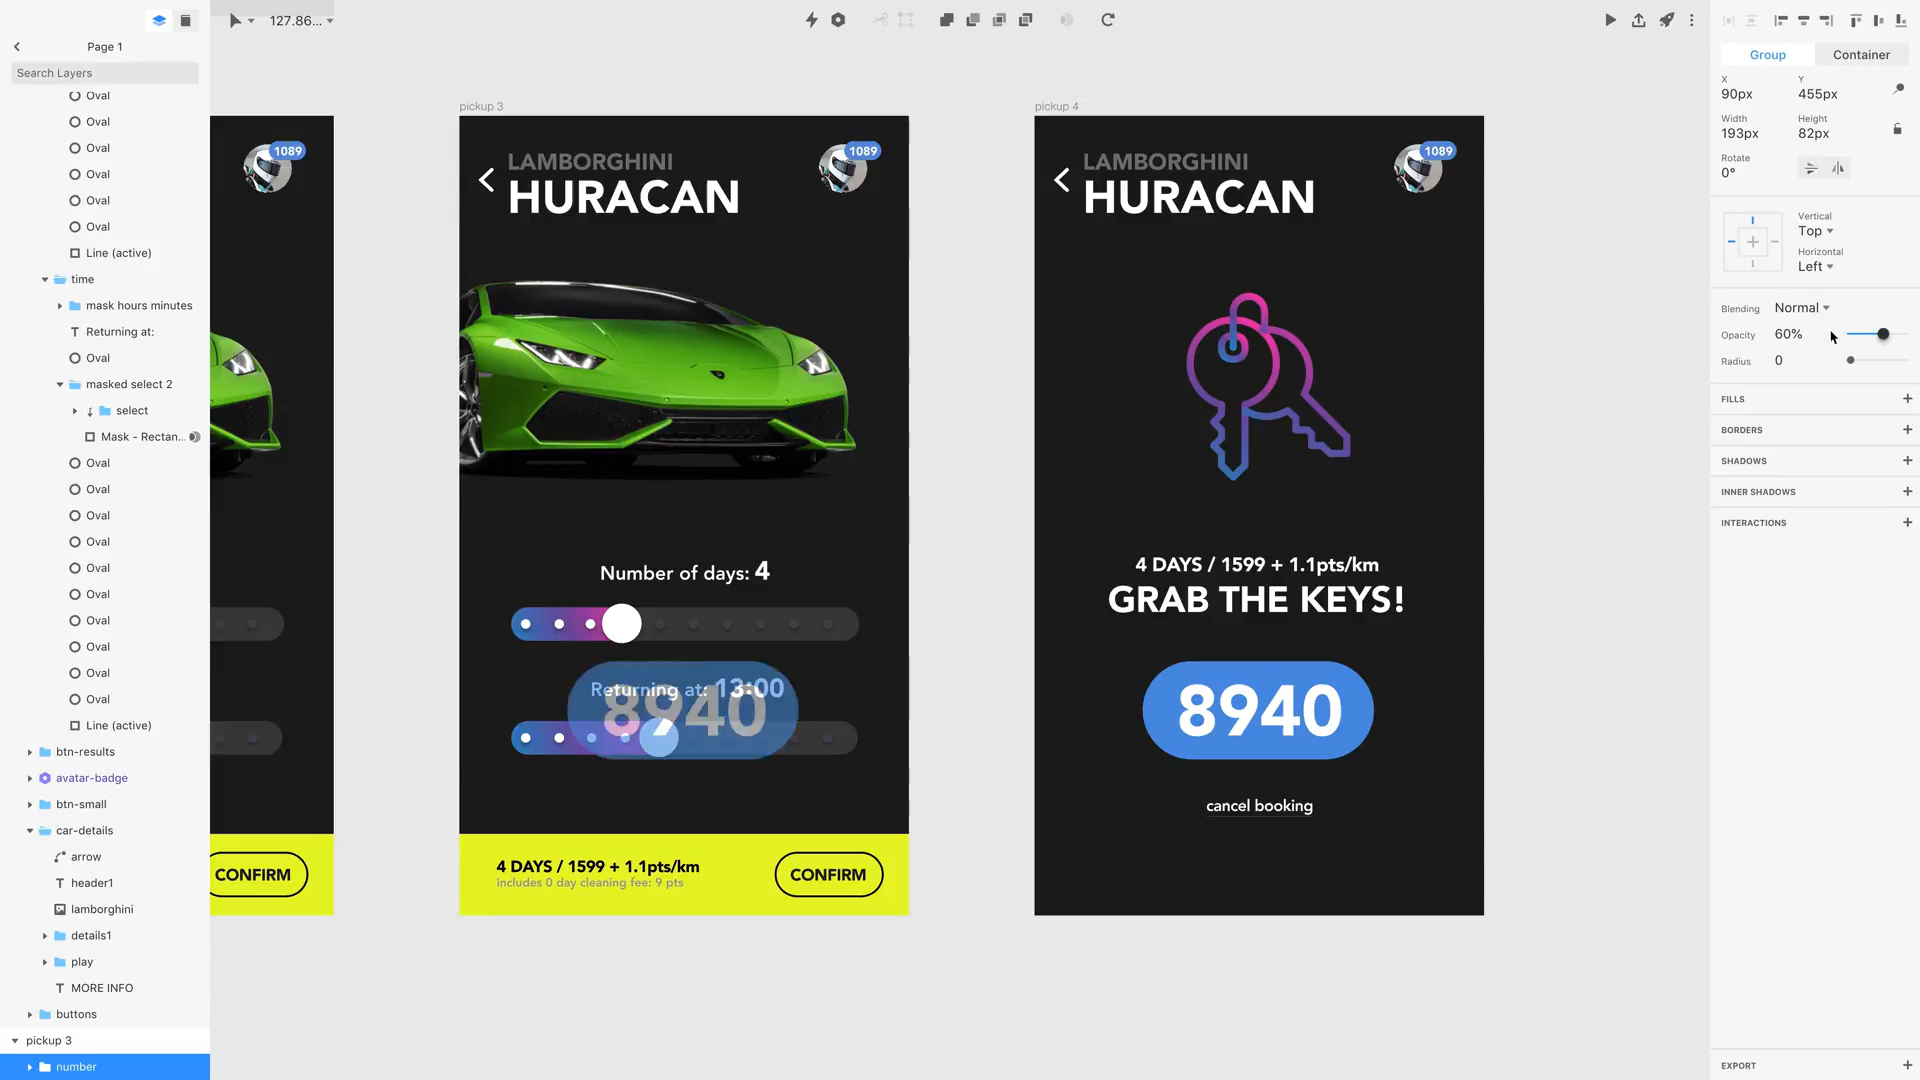 Page 1
Search Layers
Oval
Oval
Oval
Oval
Oval
Oval
Line (active)
time
mask hours minutes
Returning at:
Oval
masked select 2
select
Mask - Rectan...
Oval
Oval
Oval
Oval
Oval
Oval
Oval
Oval
Oval
Oval
Line (active)
btn-results
avatar-badge
btn-small
car-details
arrow
header1
lamborghini
details1
play
MORE INFO
buttons
pickup 3
number
127.86...
1089
CONFIRM
pickup 3
LAMBORGHINI
HURACAN
1089
Number of days: 4
Returning at: 13:00
8940
4 DAYS / 1599 + 1.1pts/km
includes 0 day cleaning fee: 9 pts
CONFIRM
pickup 4
LAMBORGHINI
HURACAN
1089
4 DAYS / 1599 + 1.1pts/km
GRAB THE KEYS!
8940
cancel booking
Group
Container
X
Y
90px
455px
Width
Height
193px
82px
Rotate
0°
Vertical
Top
Horizontal
Left
Blending
Normal
Opacity
60%
Radius
0
FILLS
BORDERS
SHADOWS
INNER SHADOWS
INTERACTIONS
EXPORT